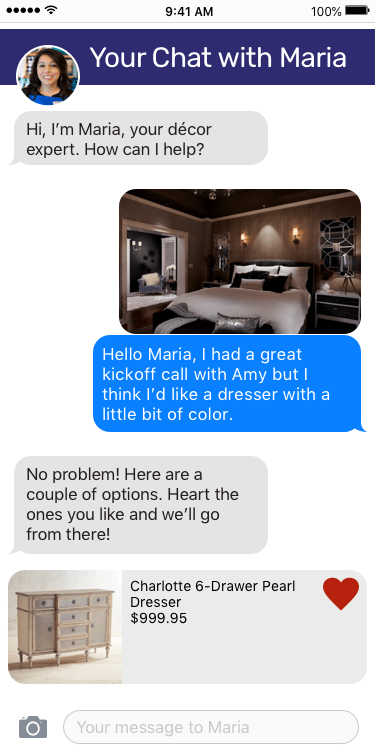 9:41 AM
100%
Your Chat with Maria
Hi, I’m Maria, your décor
expert. How can I help?
Hello Maria, I had a great
kickoff call with Amy but I
think I’d like a dresser with a
little bit of color.
No problem! Here are a
couple of options. Heart the
ones you like and we’ll go
from there!
Charlotte 6-Drawer Pearl
Dresser
$999.95
Your message to Maria